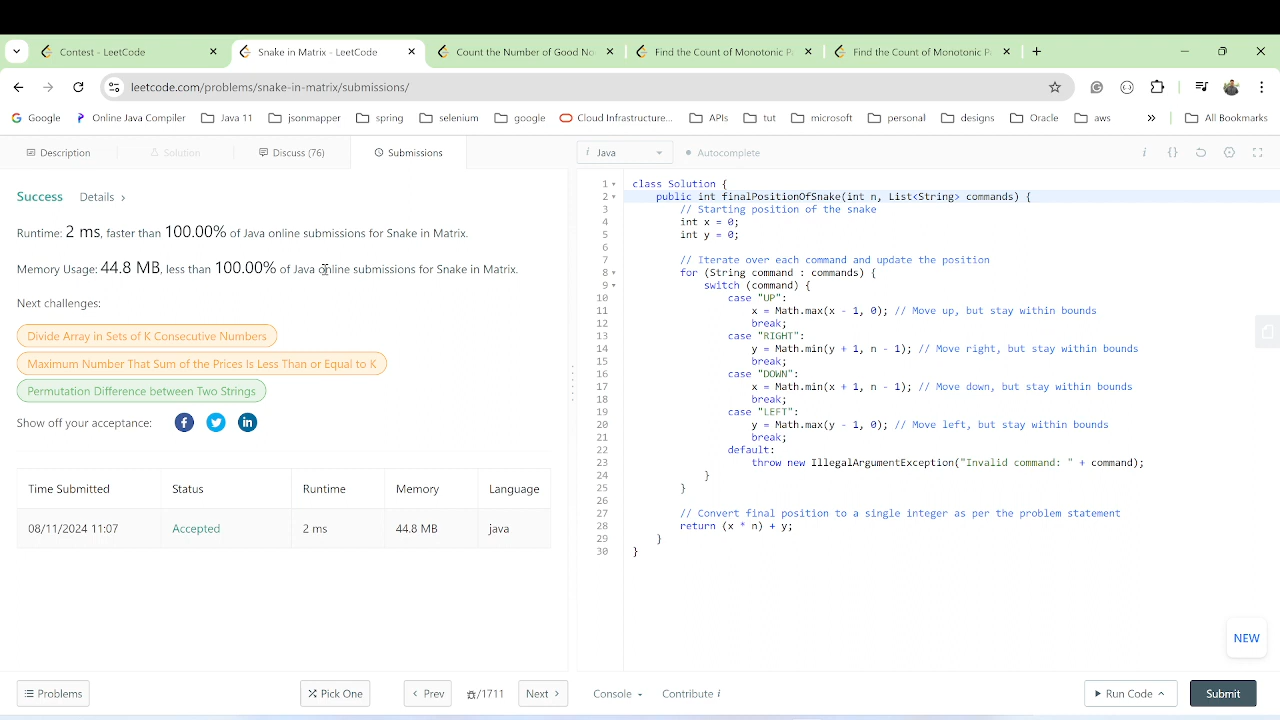 Contest - LeetCode
Snake in Matrix - LeetCode
Count the Number of Good No
Find the Count of Monotonic P
Find the Count of Monotonic P
leetcode.com/problems/snake-in-matrix/submissions/
Google
Online Java Compiler
Java 11
jsonmapper
spring
selenium
google
Cloud Infrastructure...
APIs
tut
microsoft
personal
designs
Oracle
aws
»
All Bookmarks
Description
Solution
Discuss (76)
Submissions
i Java
Autocomplete
Success
Details ›
Runtime: 2 ms, faster than 100.00% of Java online submissions for Snake in Matrix.
Memory Usage: 44.8 MB, less than 100.00% of Java online submissions for Snake in Matrix.
Next challenges:
Divide Array in Sets of K Consecutive Numbers
Maximum Number That Sum of the Prices Is Less Than or Equal to K
Permutation Difference between Two Strings
Show off your acceptance:
Time Submitted Status Runtime Memory Language
08/11/2024 11:07 Accepted 2 ms 44.8 MB java
1 class Solution {
2 public int finalPositionOfSnake(int n, List<String> commands) {
3 // Starting position of the snake
4 int x = 0;
5 int y = 0;
6
7 // Iterate over each command and update the position
8 for (String command : commands) {
9 switch (command) {
10 case "UP":
11 x = Math.max(x - 1, 0); // Move up, but stay within bounds
12 break;
13 case "RIGHT":
14 y = Math.min(y + 1, n - 1); // Move right, but stay within bounds
15 break;
16 case "DOWN":
17 x = Math.min(x + 1, n - 1); // Move down, but stay within bounds
18 break;
19 case "LEFT":
20 y = Math.max(y - 1, 0); // Move left, but stay within bounds
21 break;
22 default:
23 throw new IllegalArgumentException("Invalid command: " + command);
24 }
25 }
26
27 // Convert final position to a single integer as per the problem statement
28 return (x * n) + y;
29 }
30 }
NEW
Problems
Pick One
‹ Prev
/1711
Next ›
Console
Contribute i
Run Code
Submit